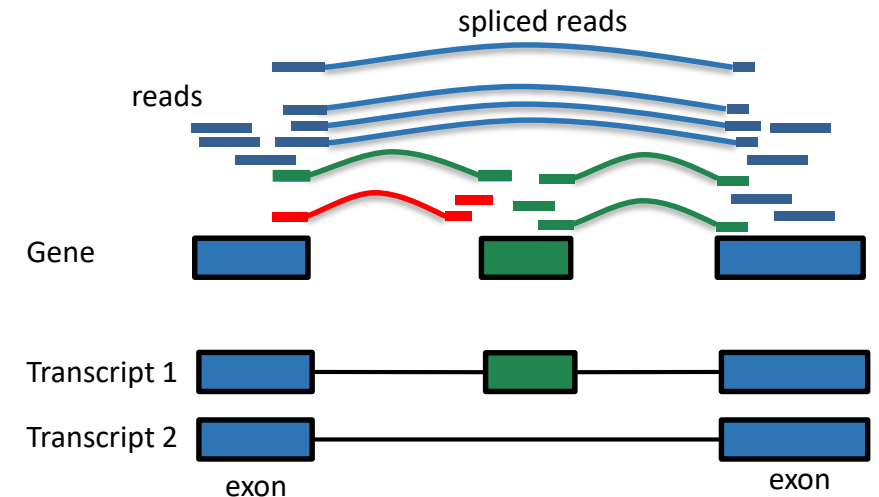 spliced reads
reads
Gene
Transcript 1
Transcript 2
exon
exon